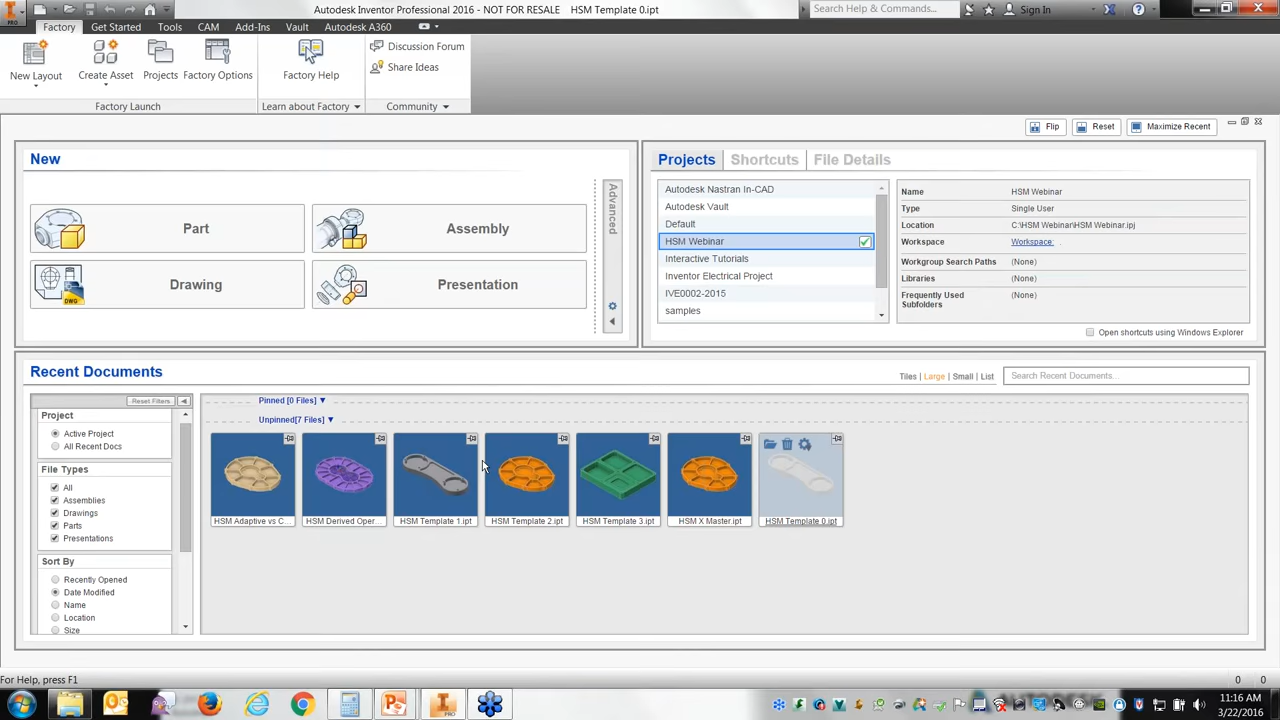 Autodesk Inventor Professional 2016 - NOT FOR RESALE HSM Template 0.ipt
Search Help & Commands...
Sign In
PRO
Factory Get Started Tools CAM Add-Ins Vault Autodesk A360
New Layout Create Asset Projects Factory Options
Factory Help
Discussion Forum
Share Ideas
Factory Launch
Learn about Factory
Community
Flip Reset Maximize Recent
New
Part
Assembly
Drawing
Presentation
DWG
Advanced
Projects Shortcuts File Details
Autodesk Nastran In-CAD
Autodesk Vault
Default
HSM Webinar
Interactive Tutorials
Inventor Electrical Project
IVE0002-2015
samples
Name HSM Webinar
Type Single User
Location C:\HSM Webinar\HSM Webinar.ipj
Workspace Workspace:
Workgroup Search Paths (None)
Libraries (None)
Frequently Used Subfolders (None)
Open shortcuts using Windows Explorer
Recent Documents
Tiles | Large | Small | List
Search Recent Documents...
Reset Filters
Project
Active Project
All Recent Docs
File Types
All
Assemblies
Drawings
Parts
Presentations
Sort By
Recently Opened
Date Modified
Name
Location
Size
Pinned [0 Files]
Unpinned[7 Files]
HSM Adaptive vs C...
HSM Derived Oper...
HSM Template 1.ipt
HSM Template 2.ipt
HSM Template 3.ipt
HSM X Master.ipt
HSM Template 0.ipt
For Help, press F1
0 0
PRO
11:16 AM
3/22/2016